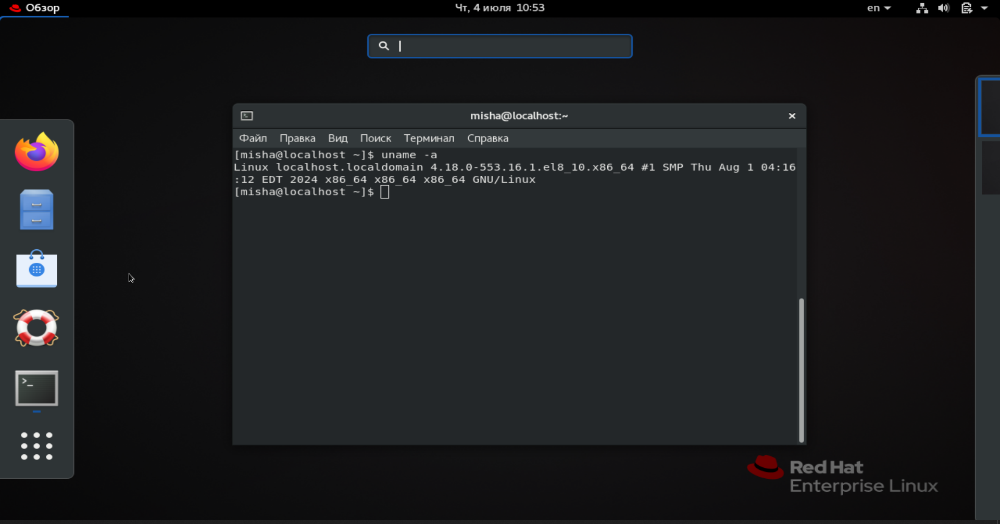 Обзор
Чт, 4 июля 10:53
en
misha@localhost:~
Файл Правка Вид Поиск Терминал Справка
[misha@localhost ~]$ uname -a
Linux localhost.localdomain 4.18.0-553.16.1.el8_10.x86_64 #1 SMP Thu Aug 1 04:16
:12 EDT 2024 x86_64 x86_64 x86_64 GNU/Linux
[misha@localhost ~]$
>_
Red Hat
Enterprise Linux